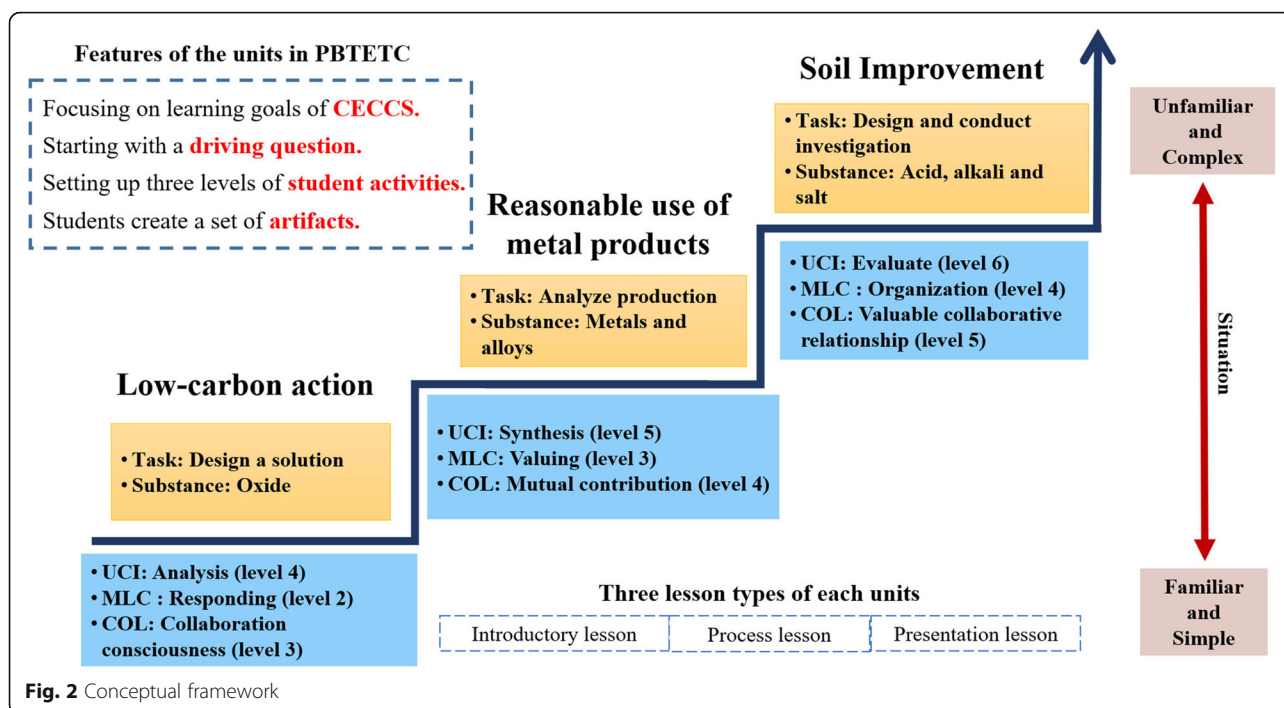 Features of the units in PBTETC
Focusing on learning goals of CECCS.
Starting with a driving question.
Setting up three levels of student activities.
Students create a set of artifacts.
Soil Improvement
• Task: Design and conduct
investigation
• Substance: Acid, alkali and
salt
• UCI: Evaluate (level 6)
• MLC : Organization (level 4)
• COL: Valuable collaborative
relationship (level 5)
Reasonable use of
metal products
• Task: Analyze production
• Substance: Metals and
alloys
• UCI: Synthesis (level 5)
• MLC: Valuing (level 3)
• COL: Mutual contribution (level 4)
Low-carbon action
• Task: Design a solution
• Substance: Oxide
• UCI: Analysis (level 4)
• MLC : Responding (level 2)
• COL: Collaboration
consciousness (level 3)
Three lesson types of each units
Introductory lesson
Process lesson
Presentation lesson
Unfamiliar
and
Complex
Situation
Familiar
and
Simple
Fig. 2 Conceptual framework